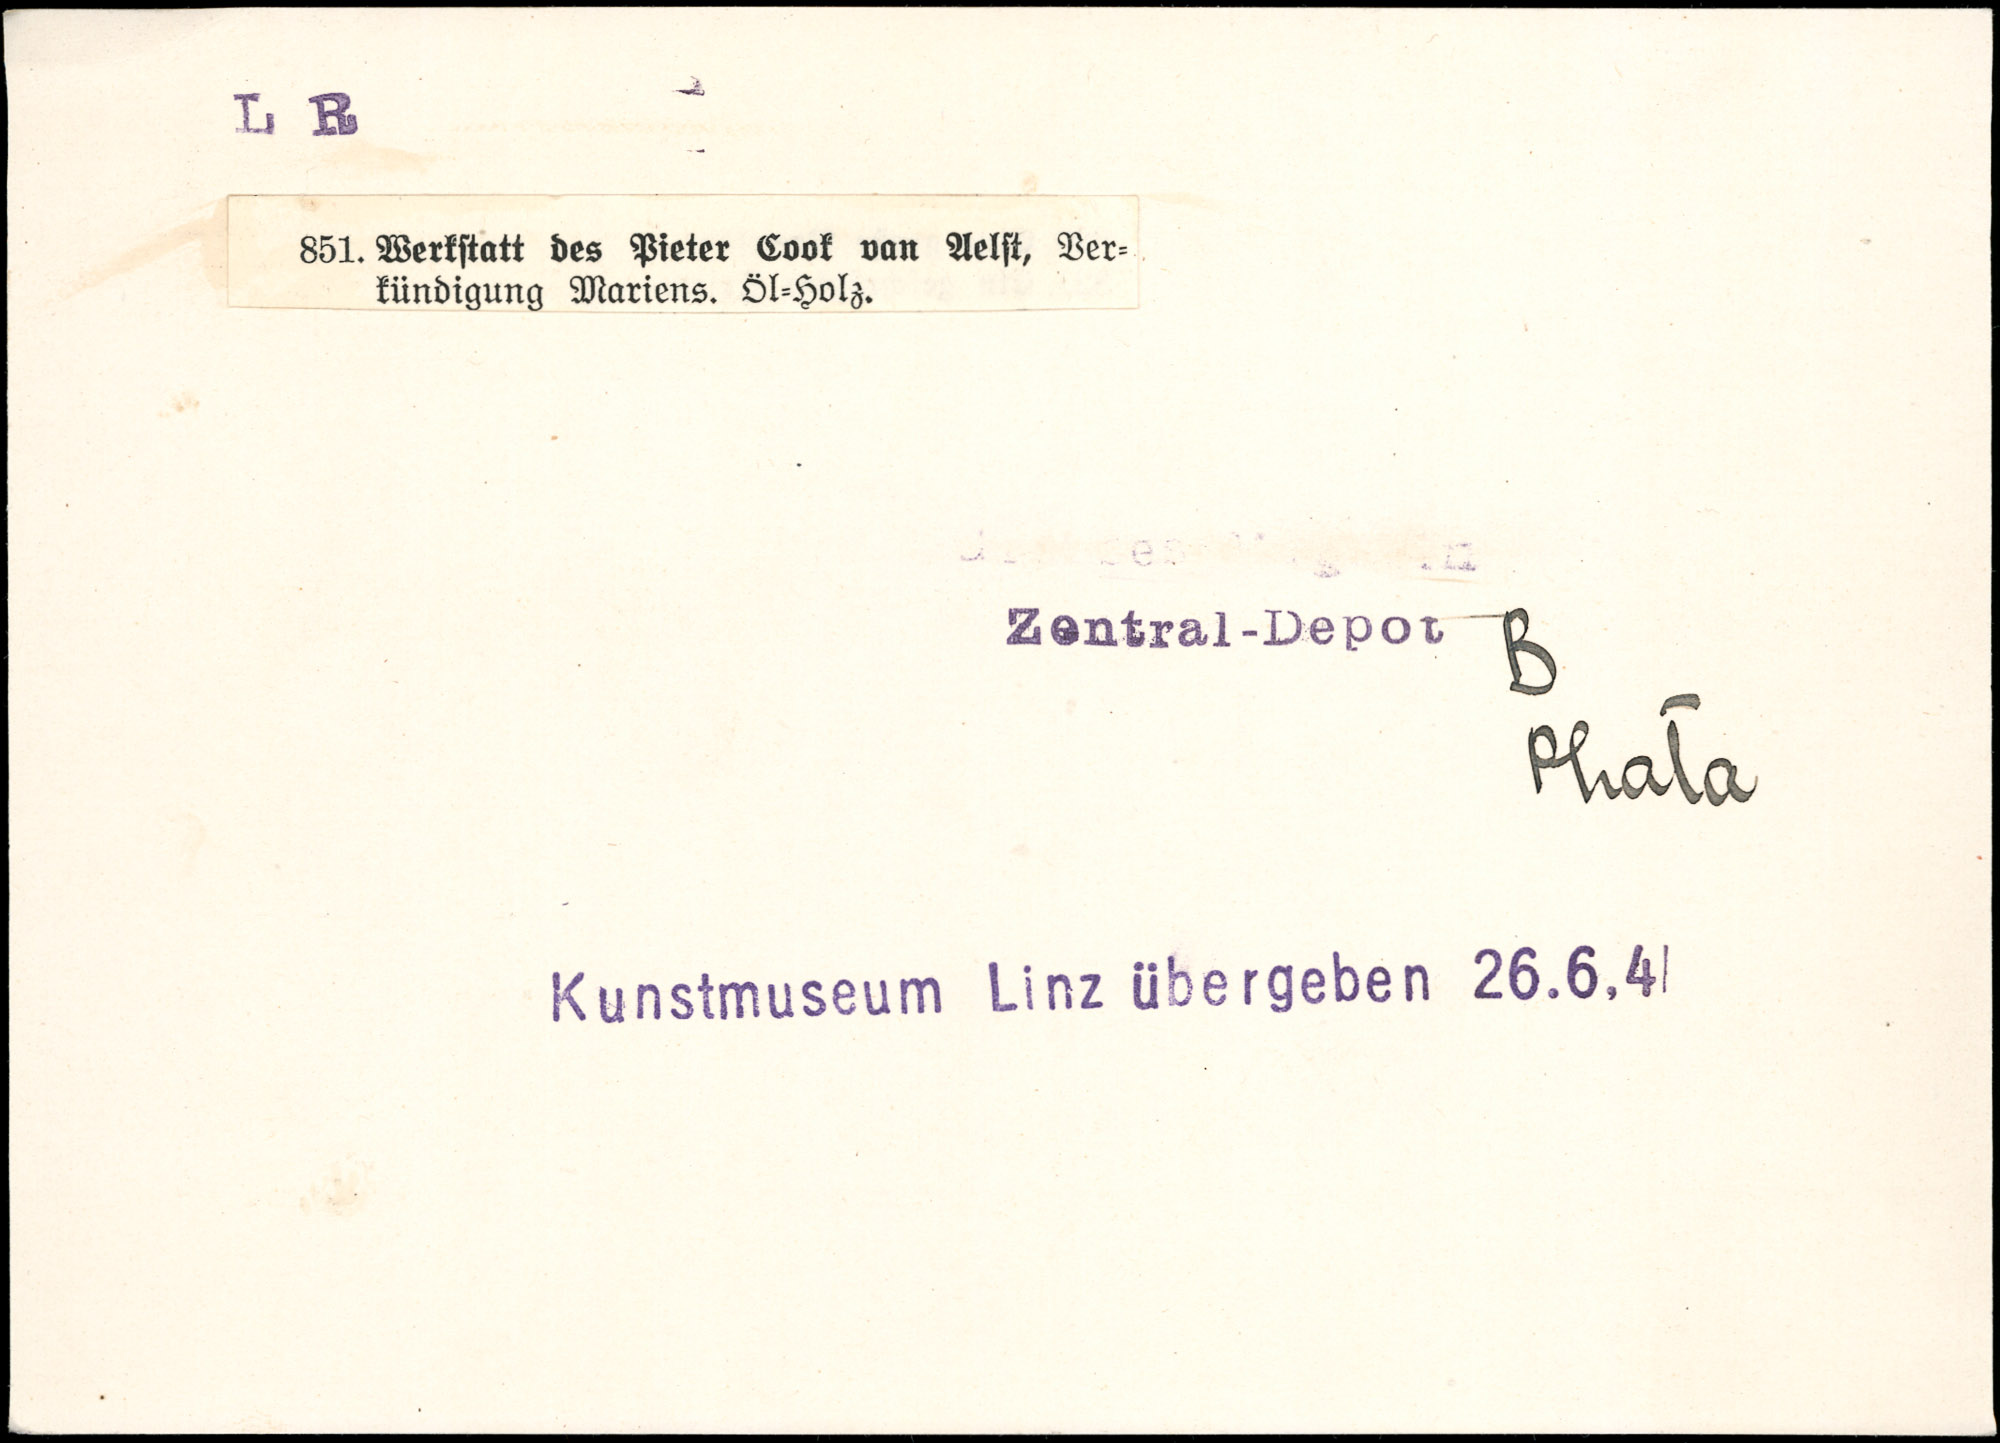 L R
851. Werkstatt des Pieter Cook van Aelst, Ver-
kündigung Mariens. Öl-Holz.
Zentral-Depot
B
Phata
Kunstmuseum Linz übergeben 26.6.41